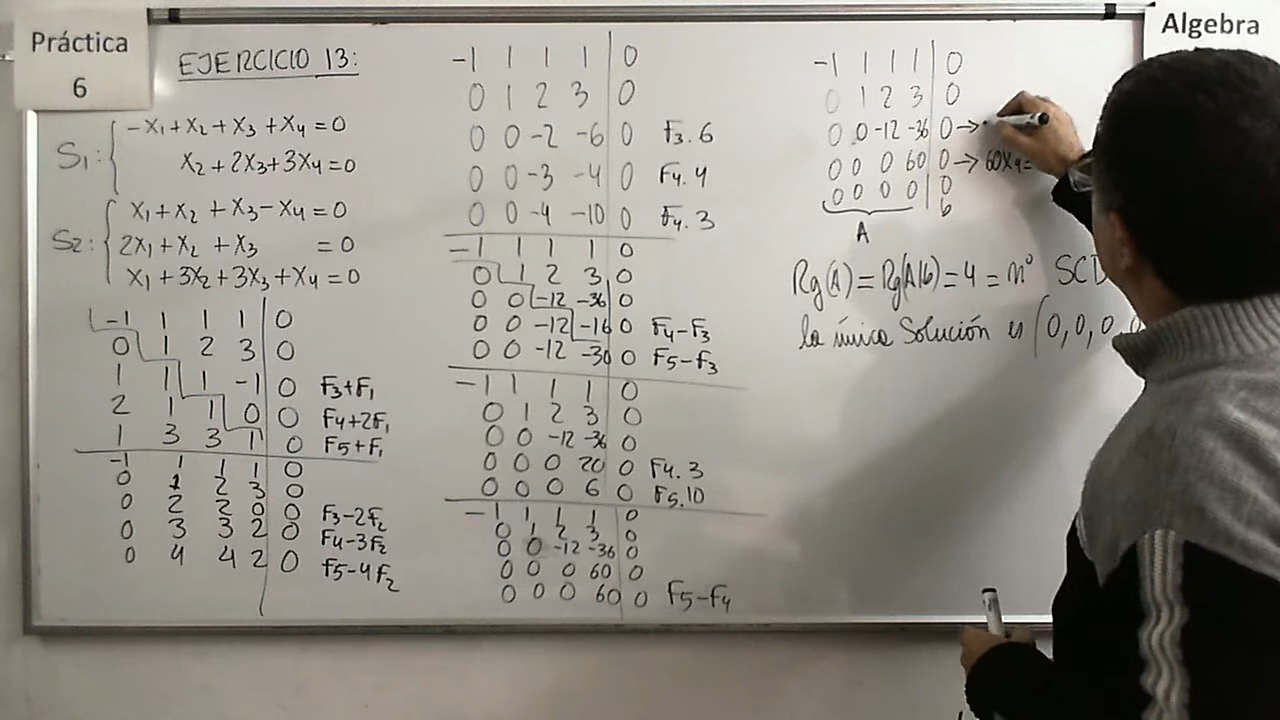 Práctica
6
Algebra
EJERCICIO 13:
S1:
-X1+X2+X3+X4=0
X2+2X3+3X4=0
S2:
X1+X2+X3-X4=0
2X1+X2+X3 =0
X1+3X2+3X3+X4=0
-1 1 1 1 0
0 1 2 3 0
1 1 1 -1 0 F3+F1
2 1 1 0 0 F4+2F1
1 3 3 1 0 F5+F1
-1 1 1 1 0
0 1 2 3 0
0 2 2 0 0 F3-2F2
0 3 3 2 0 F4-3F2
0 4 4 2 0 F5-4F2
-1 1 1 1 0
0 1 2 3 0
0 0 -2 -6 0 F3.6
0 0 -3 -4 0 F4.4
0 0 -4 -10 0 F4.3
-1 1 1 1 0
0 1 2 3 0
0 0 -12 -36 0
0 0 -12 -16 0 F4-F3
0 0 -12 -30 0 F5-F3
-1 1 1 1 0
0 1 2 3 0
0 0 -12 -36 0
0 0 0 20 0 F4.3
0 0 0 6 0 F5.10
-1 1 1 1 0
0 1 2 3 0
0 0 -12 -36 0
0 0 0 60 0
0 0 0 60 0 F5-F4
-1 1 1 1 0
0 1 2 3 0
0 0 -12 -36 0 →
0 0 0 60 0 → 60X4=
0 0 0 0 0
A b
Rg(A)=Rg(A|b)=4=nº SCD
la única Solución es (0,0,0,0